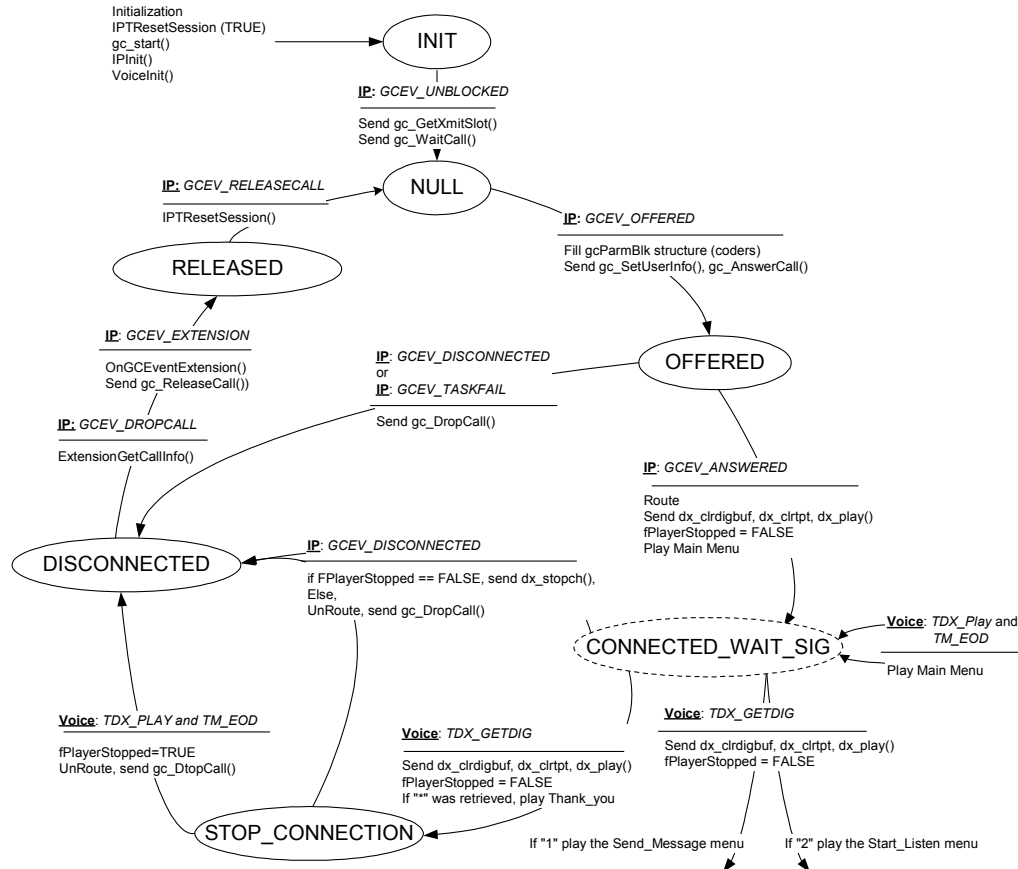 Initialization
IPTResetSession (TRUE)
gc_start()
IPInit()
VoiceInit()
INIT
IP: GCEV_UNBLOCKED
Send gc_GetXmitSlot()
Send gc_WaitCall()
NULL
IP: GCEV_RELEASECALL
IPTResetSession()
RELEASED
IP: GCEV_OFFERED
Fill gcParmBlk structure (coders)
Send gc_SetUserInfo(), gc_AnswerCall()
OFFERED
IP: GCEV_EXTENSION
OnGCEventExtension()
Send gc_ReleaseCall())
IP: GCEV_DISCONNECTED
or
IP: GCEV_TASKFAIL
Send gc_DropCall()
IP: GCEV_DROPCALL
ExtensionGetCallInfo()
IP: GCEV_ANSWERED
Route
Send dx_clrdigbuf, dx_clrtpt, dx_play()
fPlayerStopped = FALSE
Play Main Menu
DISCONNECTED
IP: GCEV_DISCONNECTED
if FPlayerStopped == FALSE, send dx_stopch(),
Else,
UnRoute, send gc_DropCall()
CONNECTED_WAIT_SIG
Voice: TDX_Play and
TM_EOD
Play Main Menu
Voice: TDX_PLAY and TM_EOD
fPlayerStopped=TRUE
UnRoute, send gc_DtopCall()
Voice: TDX_GETDIG
Send dx_clrdigbuf, dx_clrtpt, dx_play()
fPlayerStopped = FALSE
If "*" was retrieved, play Thank_you
Voice: TDX_GETDIG
Send dx_clrdigbuf, dx_clrtpt, dx_play()
fPlayerStopped = FALSE
STOP_CONNECTION
If "1" play the Send_Message menu
If "2" play the Start_Listen menu